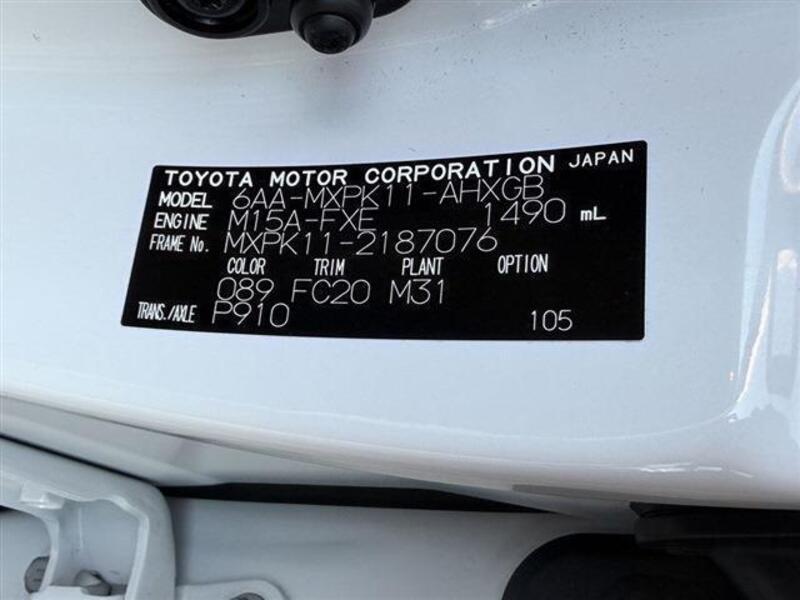 TOYOTA MOTOR CORPORATION JAPAN
MODEL 6AA-MXPK11-AHXGB
ENGINE M15A-FXE 1490 mL
FRAME No. MXPK11-2187076
COLOR TRIM PLANT OPTION
089 FC20 M31
TRANS./AXLE P910 105